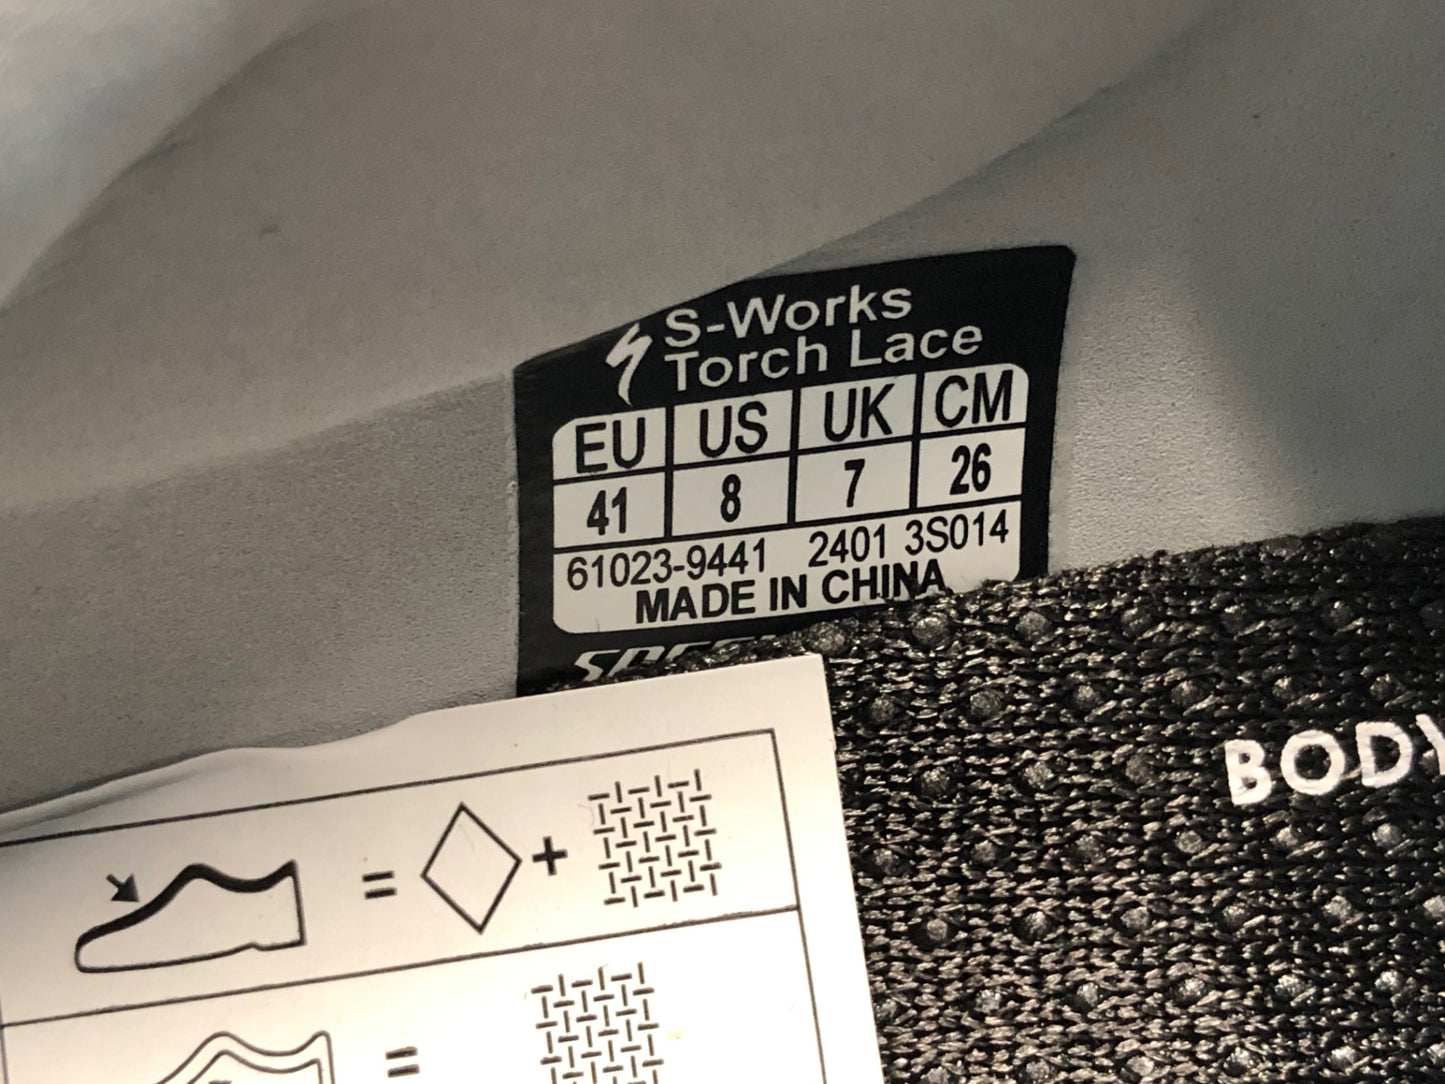 S-Works
Torch Lace
EU US UK CM
41 8 7 26
61023-9441 2401 3S014
MADE IN CHINA
BODY
= +
=